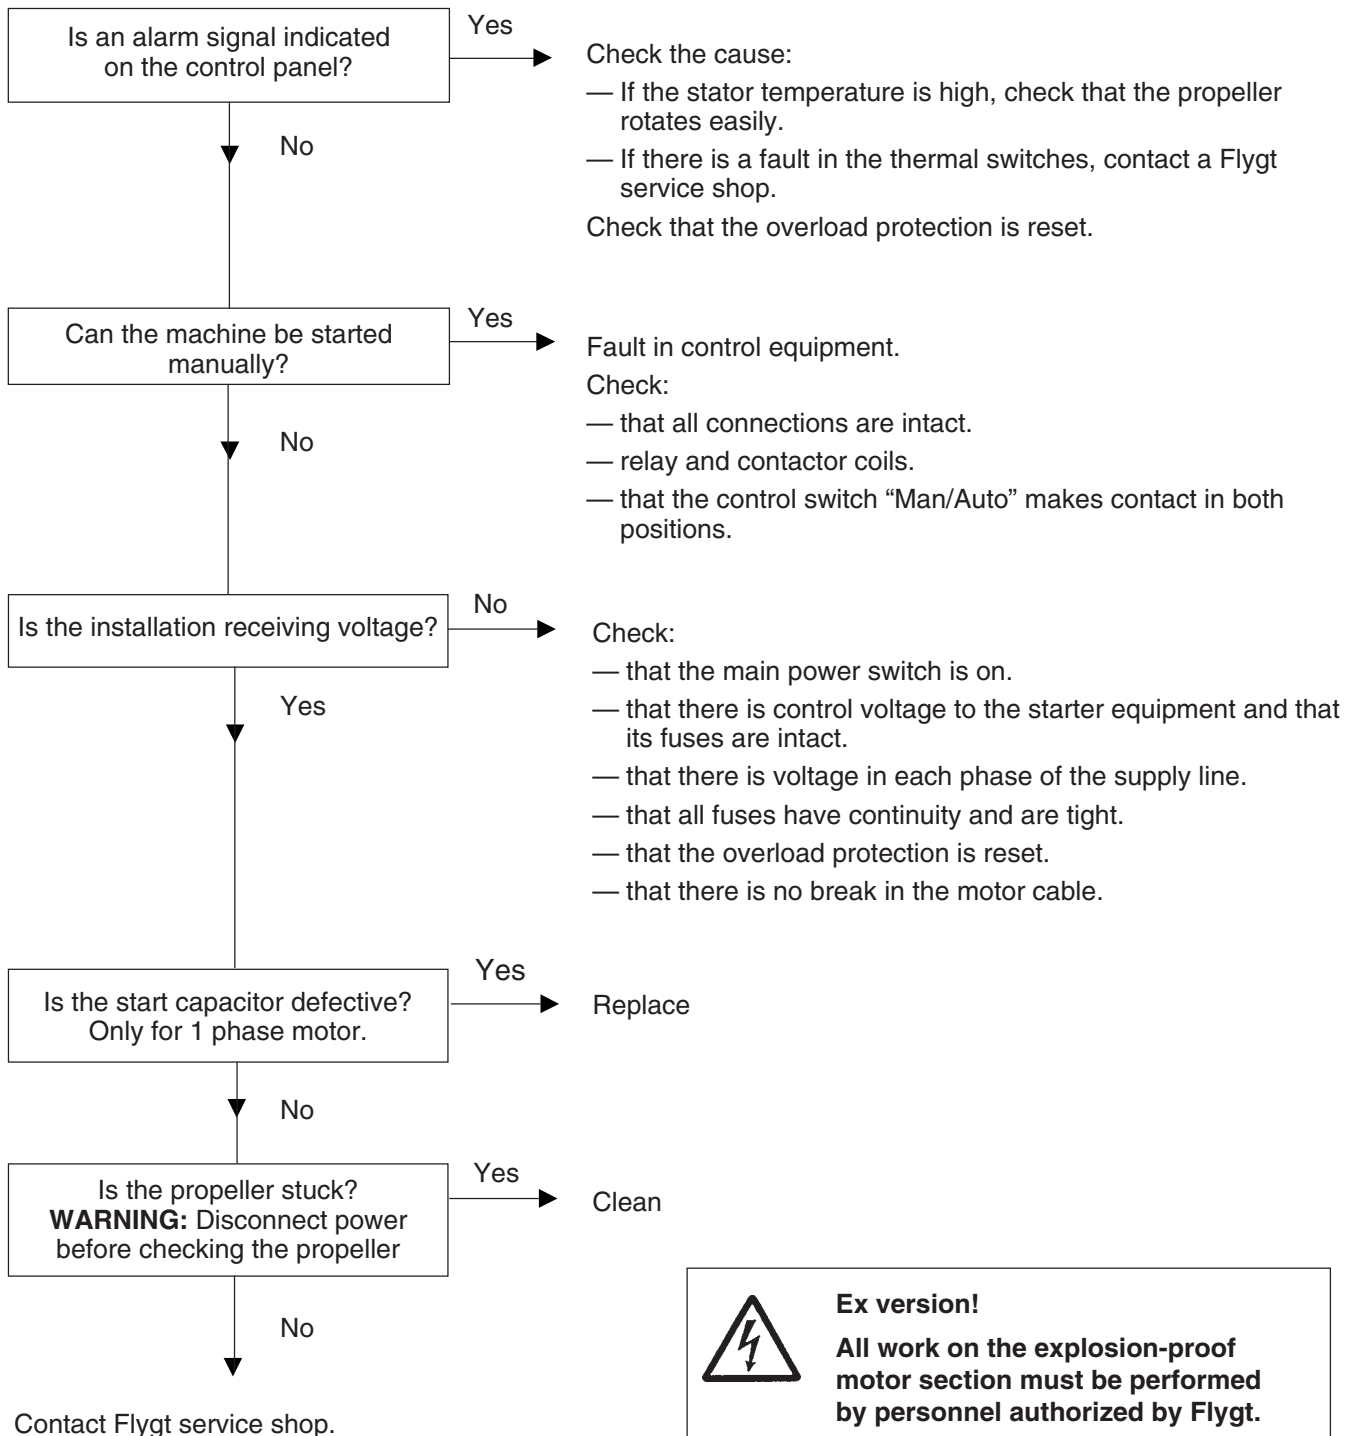 Is an alarm signal indicated
on the control panel?
Yes
Check the cause:
— If the stator temperature is high, check that the propeller
rotates easily.
— If there is a fault in the thermal switches, contact a Flygt
service shop.
Check that the overload protection is reset.
No
Can the machine be started
manually?
Yes
Fault in control equipment.
Check:
— that all connections are intact.
— relay and contactor coils.
— that the control switch “Man/Auto” makes contact in both
positions.
No
Is the installation receiving voltage?
No
Check:
— that the main power switch is on.
— that there is control voltage to the starter equipment and that
its fuses are intact.
— that there is voltage in each phase of the supply line.
— that all fuses have continuity and are tight.
— that the overload protection is reset.
— that there is no break in the motor cable.
Yes
Is the start capacitor defective?
Only for 1 phase motor.
Yes
Replace
No
Is the propeller stuck?
WARNING: Disconnect power
before checking the propeller
Yes
Clean
No
Contact Flygt service shop.
Ex version!
All work on the explosion-proof
motor section must be performed
by personnel authorized by Flygt.